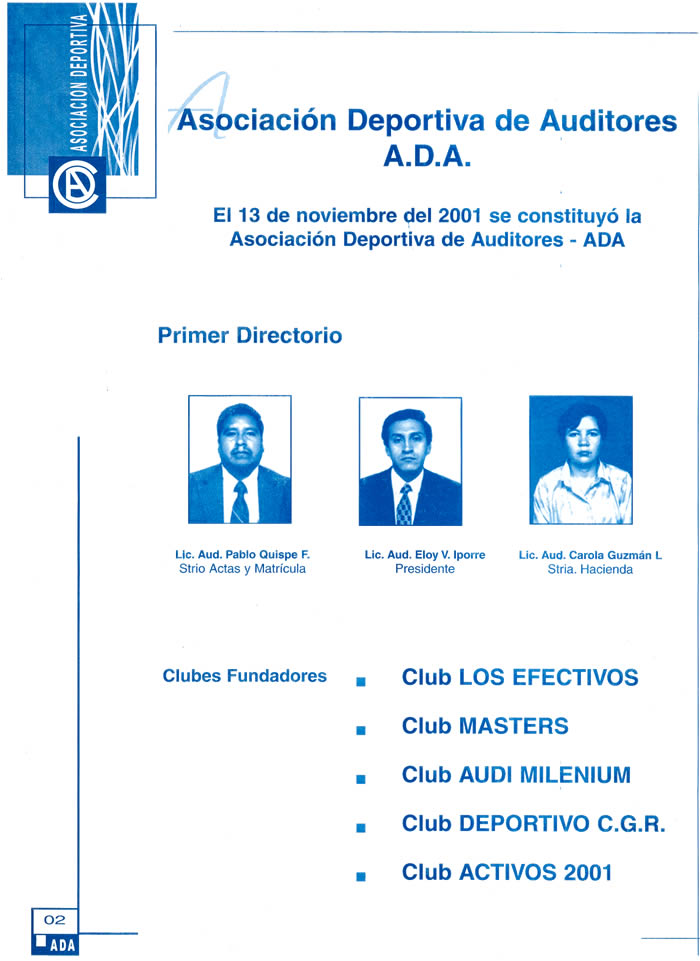 ASOCIACIÓN DEPORTIVA
Asociación Deportiva de Auditores
A.D.A.
El 13 de noviembre del 2001 se constituyó la
Asociación Deportiva de Auditores - ADA
Primer Directorio
Lic. Aud. Pablo Quispe F.
Strio Actas y Matrícula
Lic. Aud. Eloy V. Iporre
Presidente
Lic. Aud. Carola Guzmán L
Stria. Hacienda
Clubes Fundadores
Club LOS EFECTIVOS
Club MASTERS
Club AUDI MILENIUM
Club DEPORTIVO C.G.R.
Club ACTIVOS 2001
02
ADA